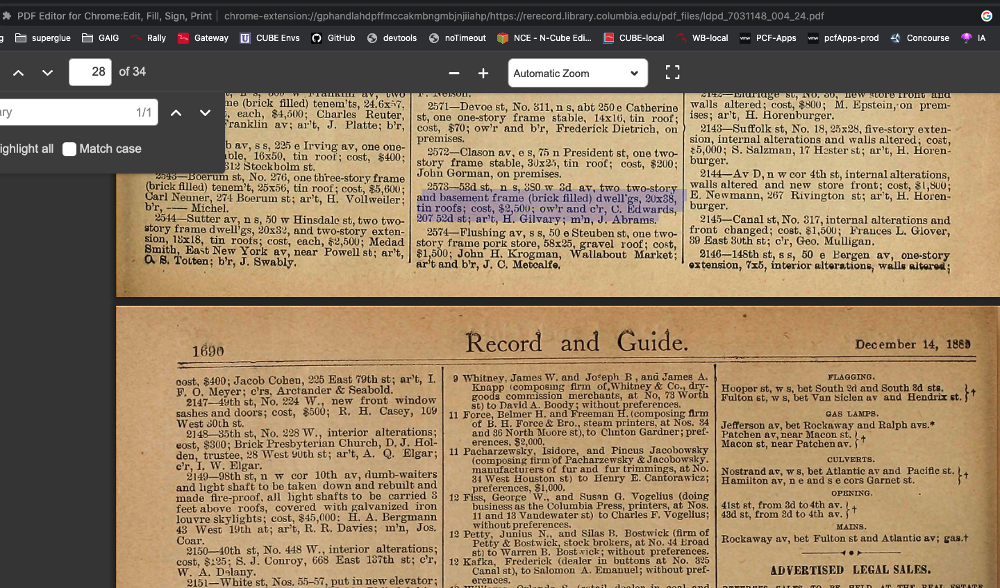 PDF Editor for Chrome:Edit, Fill, Sign, Print
chrome-extension://gphandlahdpffmccakmbngmbjnjiiahp/https://rerecord.library.columbia.edu/pdf_files/ldpd_7031148_004_24.pdf
g superglue GAIG Rally Gateway CUBE Envs GitHub devtools noTimeout NCE - N-Cube Edi... CUBE-local WB-local PCF-Apps pcfApps-prod Concourse IA
28 of 34
Automatic Zoom
ary 1/1
ighlight all Match case
n s, 305 w Franklin av, two
me (brick filled) tenem'ts, 24.6x57,
, each, $4,500; Charles Reuter,
Franklin av; ar't, J. Platte; b'r,
b av, s s, 225 e Irving av, one one-
ble, 16x50, tin roof; cost, $400;
312 Stockholm st.
2543—Boerum st, No. 276, one three-story frame
(brick filled) tenem't, 25x56, tin roof; cost, $5,600;
Carl Nenner, 274 Boerum st; ar't, H. Vollweiler;
b'r, —— Michel.
2544—Sutter av, n s, 50 w Hinsdale st, two two-
story frame dwell'gs, 20x32, and two-story exten-
sion, 13x18, tin roofs; cost, each, $2,500; Medad
Smith, East New York av, near Powell st; ar't,
O. S. Totten; b'r, J. Swably.
F. Nelson.
2571—Devoe st, No. 311, n s, abt 250 e Catherine
st, one one-story frame stable, 14x16, tin roof;
cost, $70; ow'r and b'r, Frederick Dietrich, on
premises.
2572—Clason av, e s, 75 n President st, one two-
story frame stable, 30x25, tin roof; cost, $200;
John Gorman, on premises.
2573—53d st, n s, 380 w 3d av, two two-story
and basement frame (brick filled) dwell'gs, 20x38,
tin roofs; cost, $2,500; ow'r and c'r, C. Edwards,
207 52d st; ar't, H. Gilvary; m'n, J. Abrams.
2574—Flushing av, s s, 50 e Steuben st, one two-
story frame pork store, 58x25, gravel roof; cost,
$1,500; John H. Krogman, Wallabout Market;
ar't and b'r, J. C. Metcalfe.
2142—Eldridge st, No. 30, new store front and
walls altered; cost, $800; M. Epstein, on prem-
ises; ar't, H. Horenburger.
2143—Suffolk st, No. 18, 25x28, five-story exten-
sion, internal alterations and walls altered; cost,
$5,000; S. Salzman, 17 Hester st; ar't, H. Horen-
burger.
2144—Av D, n w cor 4th st, internal alterations,
walls altered and new store front; cost, $1,800;
E. Newmann, 267 Rivington st; ar't, H. Horen-
burger.
2145—Canal st, No. 317, internal alterations and
front changed; cost, $1,500; Frances L. Glover,
39 East 30th st; c'r, Geo. Mulligan.
2146—148th st, s s, 50 e Bergen av, one-story
extension, 7x5, interior alterations, walls altered;
1690
Record and Guide.
December 14, 1889
cost, $400; Jacob Cohen, 225 East 79th st; ar't, I.
F. O. Meyer; c'rs, Arctander & Seabold.
2147—49th st, No. 224 W., new front window
sashes and doors; cost, $500; R. H. Casey, 109
West 30th st.
2148—35th st, No. 228 W., interior alterations;
cost, $300; Brick Presbyterian Church, D. J. Hol-
den, trustee, 28 West 90th st; ar't, A. Q. Elgar;
c'r, I. W. Elgar.
2149—98th st, n w cor 10th av, dumb-waiters
and light shaft to be taken down and rebuilt and
made fire-proof, all light shafts to be carried 3
feet above roofs, covered with galvanized iron
louvre skylights; cost, $45,000; H. A. Bergmann
43 West 19th at; ar't, R. R. Davies; m'n, Jos.
Coar.
2150—40th st, No. 448 W., interior alterations;
cost, $125; S. J. Conroy, 668 East 137th st; c'r,
W. A. Delany.
2151—White st, Nos. 55-57, put in new elevator;
9 Whitney, James W. and Joseph B, and James A.
Knapp (composing firm of Whitney & Co., dry-
goods commission merchants, at No, 73 Worth
st) to David A. Boody; without preferences.
11 Force, Belmer H. and Freeman H. (composing firm
of B. H. Force & Bro., steam printers, at Nos. 34
and 36 North Moore st), to Clinton Gardner; pref-
erences, $2,000.
11 Pacharzewsky, Isidore, and Pincus Jacobowsky
(composing firm of Pacharzewsky & Jacobowsky.
manufacturers of fur and fur trimmings, at No.
34 West Houston st) to Henry E. Cantorawicz;
preferences, $1,000.
12 Fiss, George W., and Susan G. Vogelius (doing
business as the Columbia Press, printers, at Nos.
11 and 13 Vandewater st) to Charles F. Vogelius;
without preferences.
12 Petty, Junius N., and Silas B. Bostwick (firm of
Petty & Bostwick, stock brokers, at No. 44 Broad
st) to Warren B. Bostwick; without preferences.
12 Kafka, Frederick (dealer in buttons at No. 325
Canal st), to Salomon A. Emanuel; without pref-
erences.
FLAGGING.
Hooper st, w s, bet South 2d and South 3d sts. }†
Fulton st, w s, bet Van Siclen av and Hendrix st.
GAS LAMPS.
Jefferson av, bet Rockaway and Ralph avs.*
Patchen av, near Macon st. }†
Macon st, near Patchen av.
CULVERTS.
Nostrand av, w s, bet Atlantic av and Pacific st. }†
Hamilton av, n e and s e cors Garnet st.
OPENING.
41st st, from 3d to 4th av. }†
43d st, from 3d to 4th av.
MAINS.
Rockaway av, bet Fulton st and Atlantic av; gas.†
ADVERTISED LEGAL SALES.
REFEREES SALES TO BE HELD AT THE REAL ESTATE